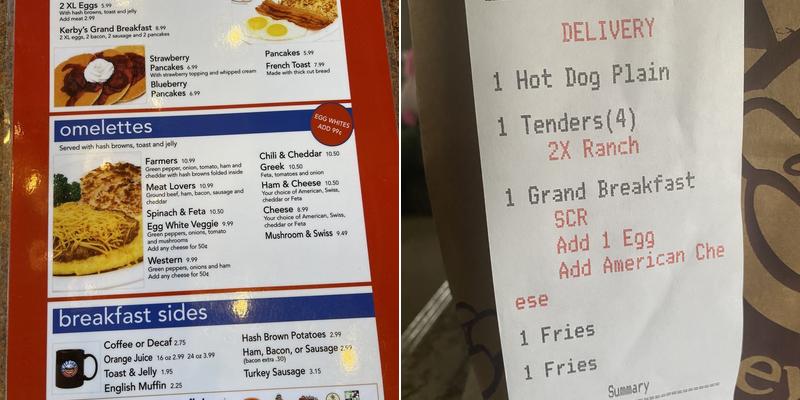 2 XL Eggs 5.99
With hash browns, toast and jelly
Add meat 2.99
Kerby's Grand Breakfast 8.99
2 XL eggs, 2 bacon, 2 sausage and 2 pancakes
Strawberry
Pancakes 6.99
With strawberry topping and whipped cream
Blueberry
Pancakes 6.99
Pancakes 5.99
French Toast 7.99
Made with thick cut bread
omelettes
EGG WHITES
ADD 99¢
Served with hash browns, toast and jelly
Farmers 10.99
Green pepper, onion, tomato, ham and
cheddar with hash browns folded inside
Meat Lovers 10.99
Ground beef, ham, bacon, sausage and
cheddar
Spinach & Feta 10.50
Egg White Veggie 9.99
Green peppers, onions, tomato
and mushrooms
Add any cheese for 50¢
Western 9.99
Green peppers, onions and ham
Add any cheese for 50¢
Chili & Cheddar 10.50
Greek 10.50
Feta, tomatoes and onion
Ham & Cheese 10.50
Your choice of American, Swiss,
cheddar or Feta
Cheese 8.99
Your choice of American, Swiss,
cheddar or Feta
Mushroom & Swiss 9.49
breakfast sides
Coffee or Decaf 2.75
Orange Juice 16 oz 2.99 24 oz 3.99
Toast & Jelly 1.95
English Muffin 2.25
Hash Brown Potatoes 2.99
Ham, Bacon, or Sausage 2.99
(bacon extra .50)
Turkey Sausage 3.15
DELIVERY
1 Hot Dog Plain
1 Tenders(4)
2X Ranch
1 Grand Breakfast
SCR
Add 1 Egg
Add American Che
ese
1 Fries
1 Fries
Summary